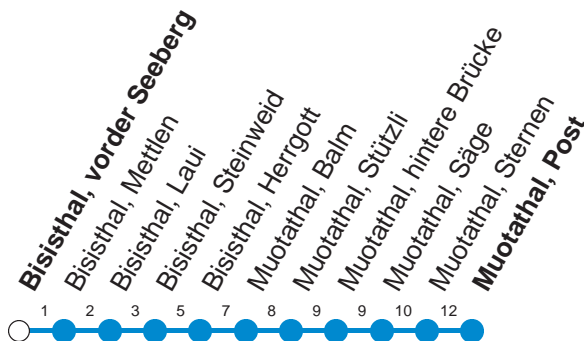 Bisisthal, vorder Seeberg
Bisisthal, Mettlen
Bisisthal, Laui
Bisisthal, Steinweid
Bisisthal, Herrgott
Muotathal, Balm
Muotathal, Stützli
Muotathal, hintere Brücke
Muotathal, Säge
Muotathal, Sternen
Muotathal, Post
1 2 3 5 7 8 9 9 10 12